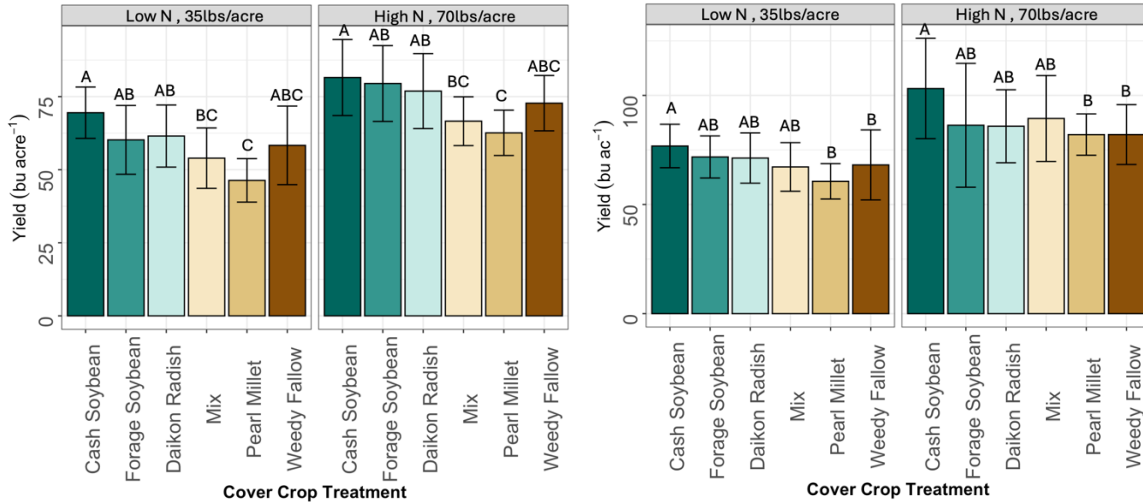 Low N , 35lbs/acre
High N , 70lbs/acre
Yield (bu acre⁻¹)
0
25
50
75
A
AB
AB
BC
C
ABC
A
AB
AB
BC
C
ABC
Cash Soybean
Forage Soybean
Daikon Radish
Mix
Pearl Millet
Weedy Fallow
Cash Soybean
Forage Soybean
Daikon Radish
Mix
Pearl Millet
Weedy Fallow
Cover Crop Treatment
Low N , 35lbs/acre
High N , 70lbs/acre
Yield (bu ac⁻¹)
0
50
100
A
AB
AB
AB
B
B
A
AB
AB
AB
B
B
Cash Soybean
Forage Soybean
Daikon Radish
Mix
Pearl Millet
Weedy Fallow
Cash Soybean
Forage Soybean
Daikon Radish
Mix
Pearl Millet
Weedy Fallow
Cover Crop Treatment